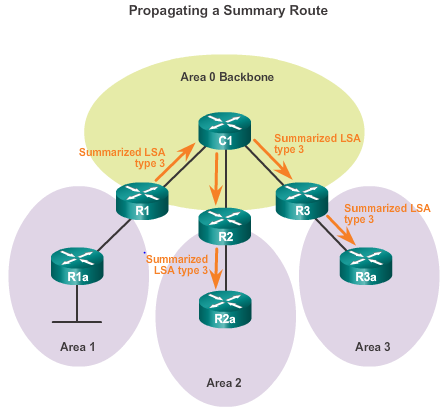 Propagating a Summary Route
Area 0 Backbone
C1
Summarized LSA
type 3
Summarized LSA
type 3
R1
R2
R3
Summarized LSA
type 3
Summarized
LSA type 3
R1a
R2a
R3a
Area 1
Area 2
Area 3